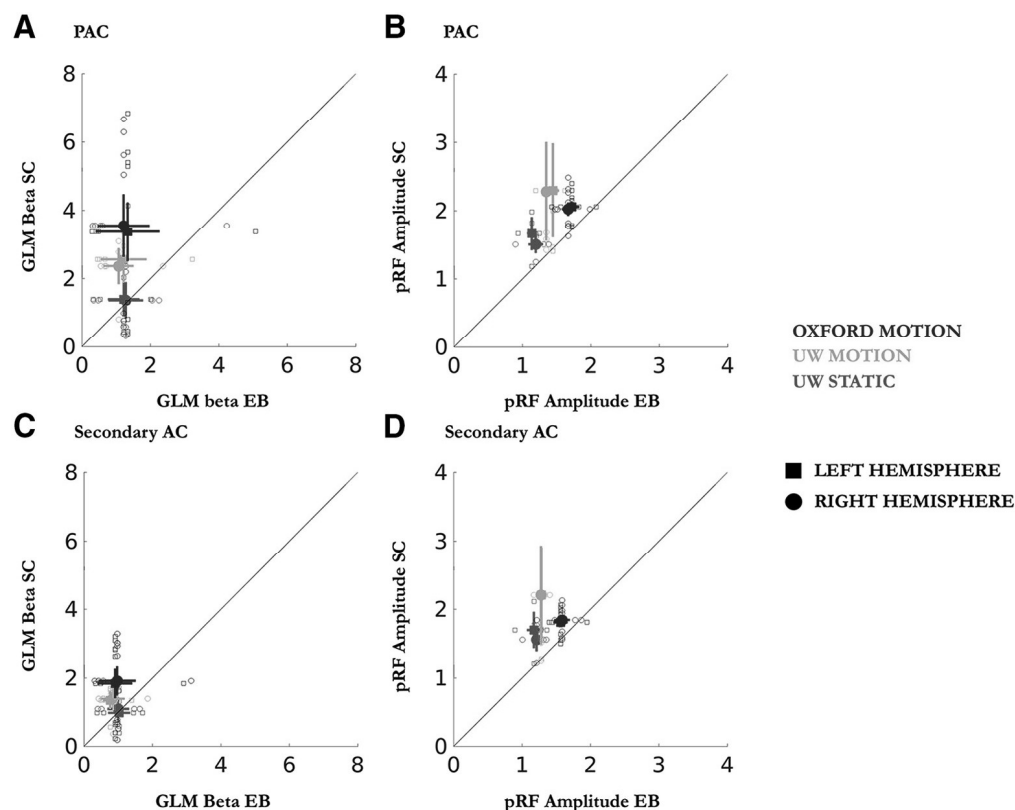 A PAC
B PAC
8
6
4
2
0
0 2 4 6 8
GLM Beta SC
GLM beta EB
4
3
2
1
0
0 1 2 3 4
pRF Amplitude SC
pRF Amplitude EB
OXFORD MOTION
UW MOTION
UW STATIC
C Secondary AC
D Secondary AC
8
6
4
2
0
0 2 4 6 8
GLM Beta SC
GLM Beta EB
4
3
2
1
0
0 1 2 3 4
pRF Amplitude SC
pRF Amplitude EB
LEFT HEMISPHERE
RIGHT HEMISPHERE